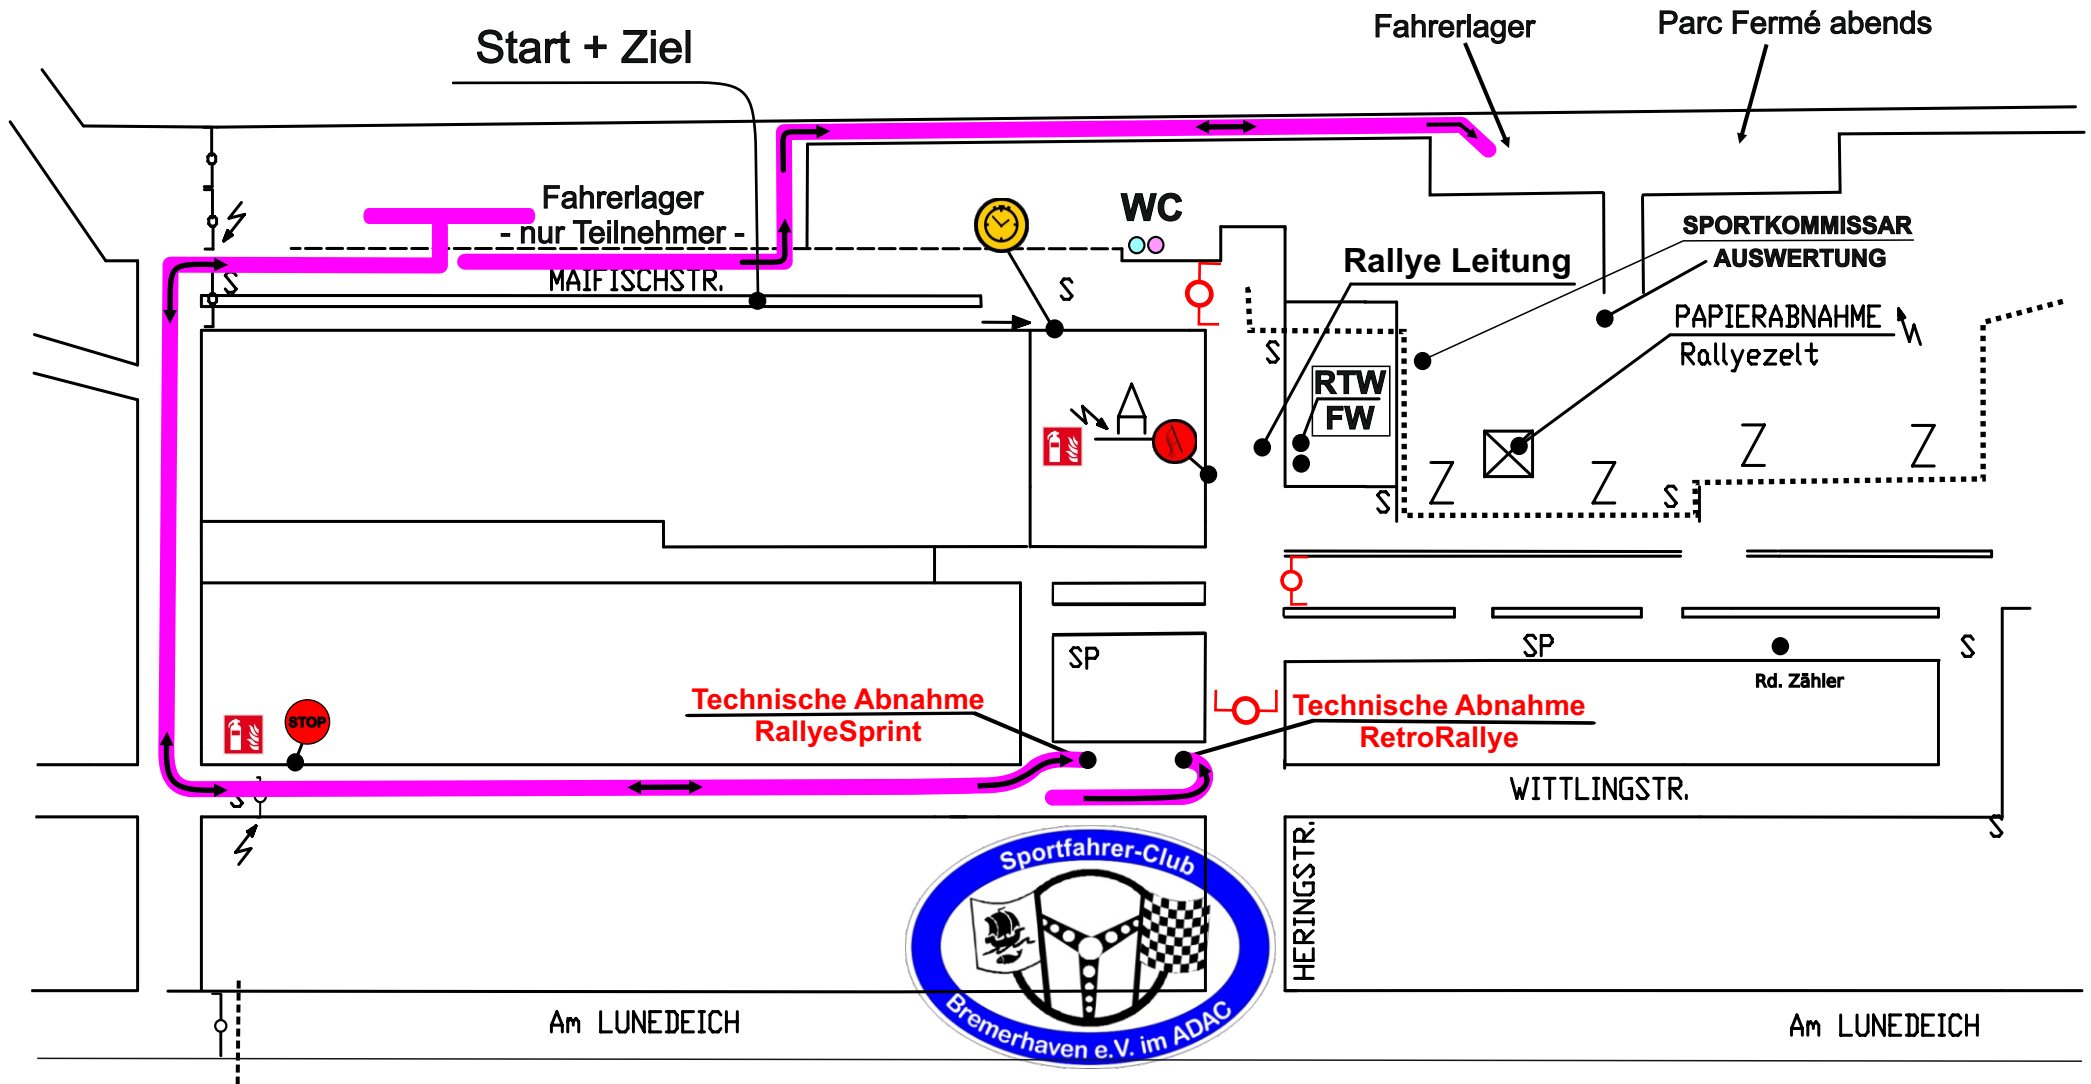 Start + Ziel
Fahrerlager
Parc Fermé abends
Fahrerlager
- nur Teilnehmer -
WC
SPORTKOMMISSAR
AUSWERTUNG
Rallye Leitung
S
MAIFISCHSTR.
S
PAPIERABNAHME
Rallyezelt
S
RTW
FW
Z
Z
Z
Z
S
S
SP
SP
S
Rd. Zähler
STOP
Technische Abnahme
RallyeSprint
Technische Abnahme
RetroRallye
S
WITTLINGSTR.
S
HERINGSTR.
Sportfahrer-Club
Bremerhaven e.V. im ADAC
Am LUNEDEICH
Am LUNEDEICH